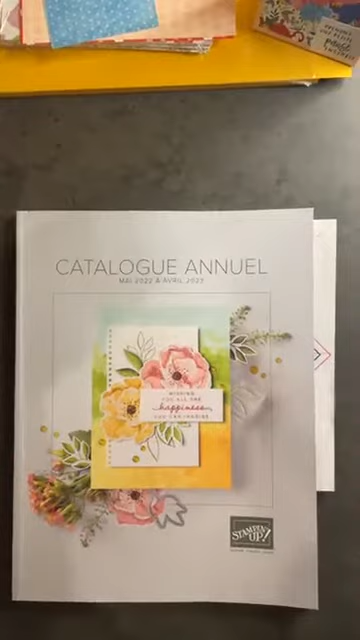 CATALOGUE ANNUEL
MAI 2022 À AVRIL 2023
WISHING
YOU ALL THE
happiness
YOU CAN IMAGINE
STAMPIN'
UP!